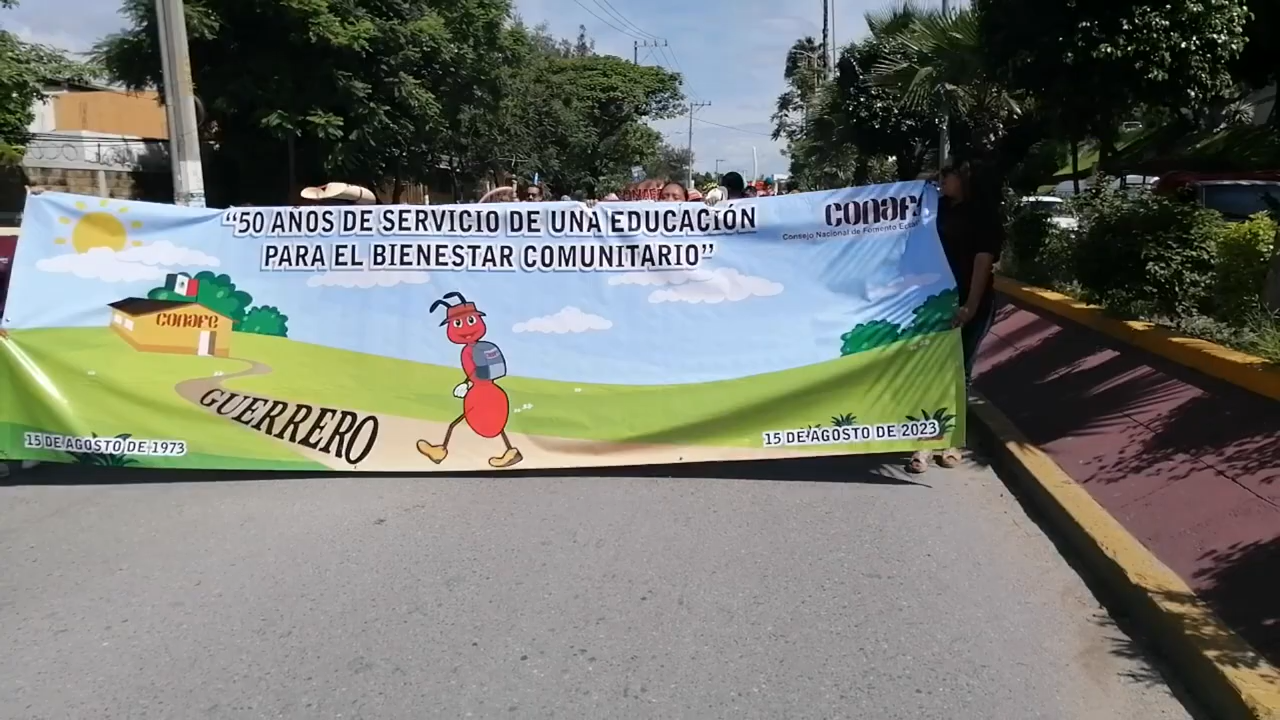 “50 AÑOS DE SERVICIO DE UNA EDUCACIÓN
PARA EL BIENESTAR COMUNITARIO”
conafe
Consejo Nacional de Fomento
conafe
GUERRERO
15 DE AGOSTO DE 1973
15 DE AGOSTO DE 2023